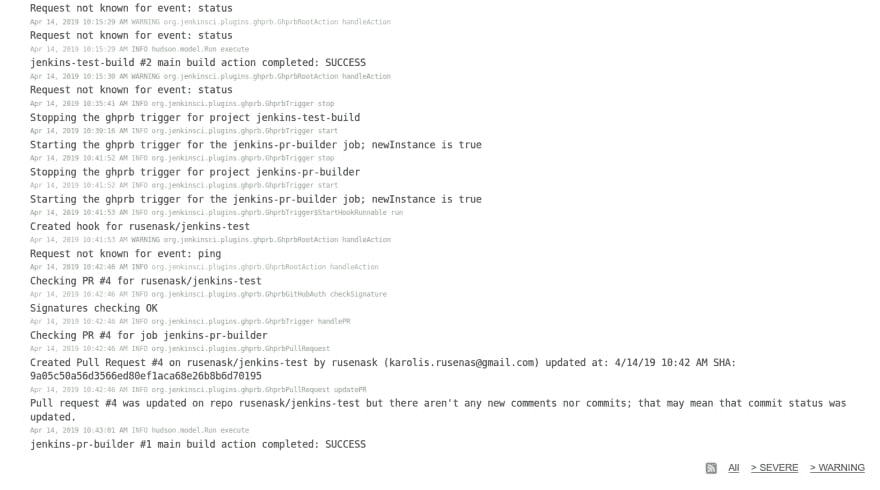 Request not known for event: status
Apr 14, 2019 10:15:29 AM WARNING org.jenkinsci.plugins.ghprb.GhprbRootAction handleAction
Request not known for event: status
Apr 14, 2019 10:15:29 AM INFO hudson.model.Run execute
jenkins-test-build #2 main build action completed: SUCCESS
Apr 14, 2019 10:15:30 AM WARNING org.jenkinsci.plugins.ghprb.GhprbRootAction handleAction
Request not known for event: status
Apr 14, 2019 10:35:41 AM INFO org.jenkinsci.plugins.ghprb.GhprbTrigger stop
Stopping the ghprb trigger for project jenkins-test-build
Apr 14, 2019 10:39:16 AM INFO org.jenkinsci.plugins.ghprb.GhprbTrigger start
Starting the ghprb trigger for the jenkins-pr-builder job; newInstance is true
Apr 14, 2019 10:41:52 AM INFO org.jenkinsci.plugins.ghprb.GhprbTrigger stop
Stopping the ghprb trigger for project jenkins-pr-builder
Apr 14, 2019 10:41:52 AM INFO org.jenkinsci.plugins.ghprb.GhprbTrigger start
Starting the ghprb trigger for the jenkins-pr-builder job; newInstance is true
Apr 14, 2019 10:41:53 AM INFO org.jenkinsci.plugins.ghprb.GhprbTrigger$StartHookRunnable run
Created hook for rusenask/jenkins-test
Apr 14, 2019 10:41:53 AM WARNING org.jenkinsci.plugins.ghprb.GhprbRootAction handleAction
Request not known for event: ping
Apr 14, 2019 10:42:46 AM INFO org.jenkinsci.plugins.ghprb.GhprbRootAction handleAction
Checking PR #4 for rusenask/jenkins-test
Apr 14, 2019 10:42:46 AM INFO org.jenkinsci.plugins.ghprb.GhprbGitHubAuth checkSignature
Signatures checking OK
Apr 14, 2019 10:42:46 AM INFO org.jenkinsci.plugins.ghprb.GhprbTrigger handlePR
Checking PR #4 for job jenkins-pr-builder
Apr 14, 2019 10:42:46 AM INFO org.jenkinsci.plugins.ghprb.GhprbPullRequest
Created Pull Request #4 on rusenask/jenkins-test by rusenask (karolis.rusenas@gmail.com) updated at: 4/14/19 10:42 AM SHA:
9a05c50a56d3566ed80ef1aca68e26b8b6d70195
Apr 14, 2019 10:42:46 AM INFO org.jenkinsci.plugins.ghprb.GhprbPullRequest updatePR
Pull request #4 was updated on repo rusenask/jenkins-test but there aren't any new comments nor commits; that may mean that commit status was
updated.
Apr 14, 2019 10:43:01 AM INFO hudson.model.Run execute
jenkins-pr-builder #1 main build action completed: SUCCESS
All > SEVERE > WARNING